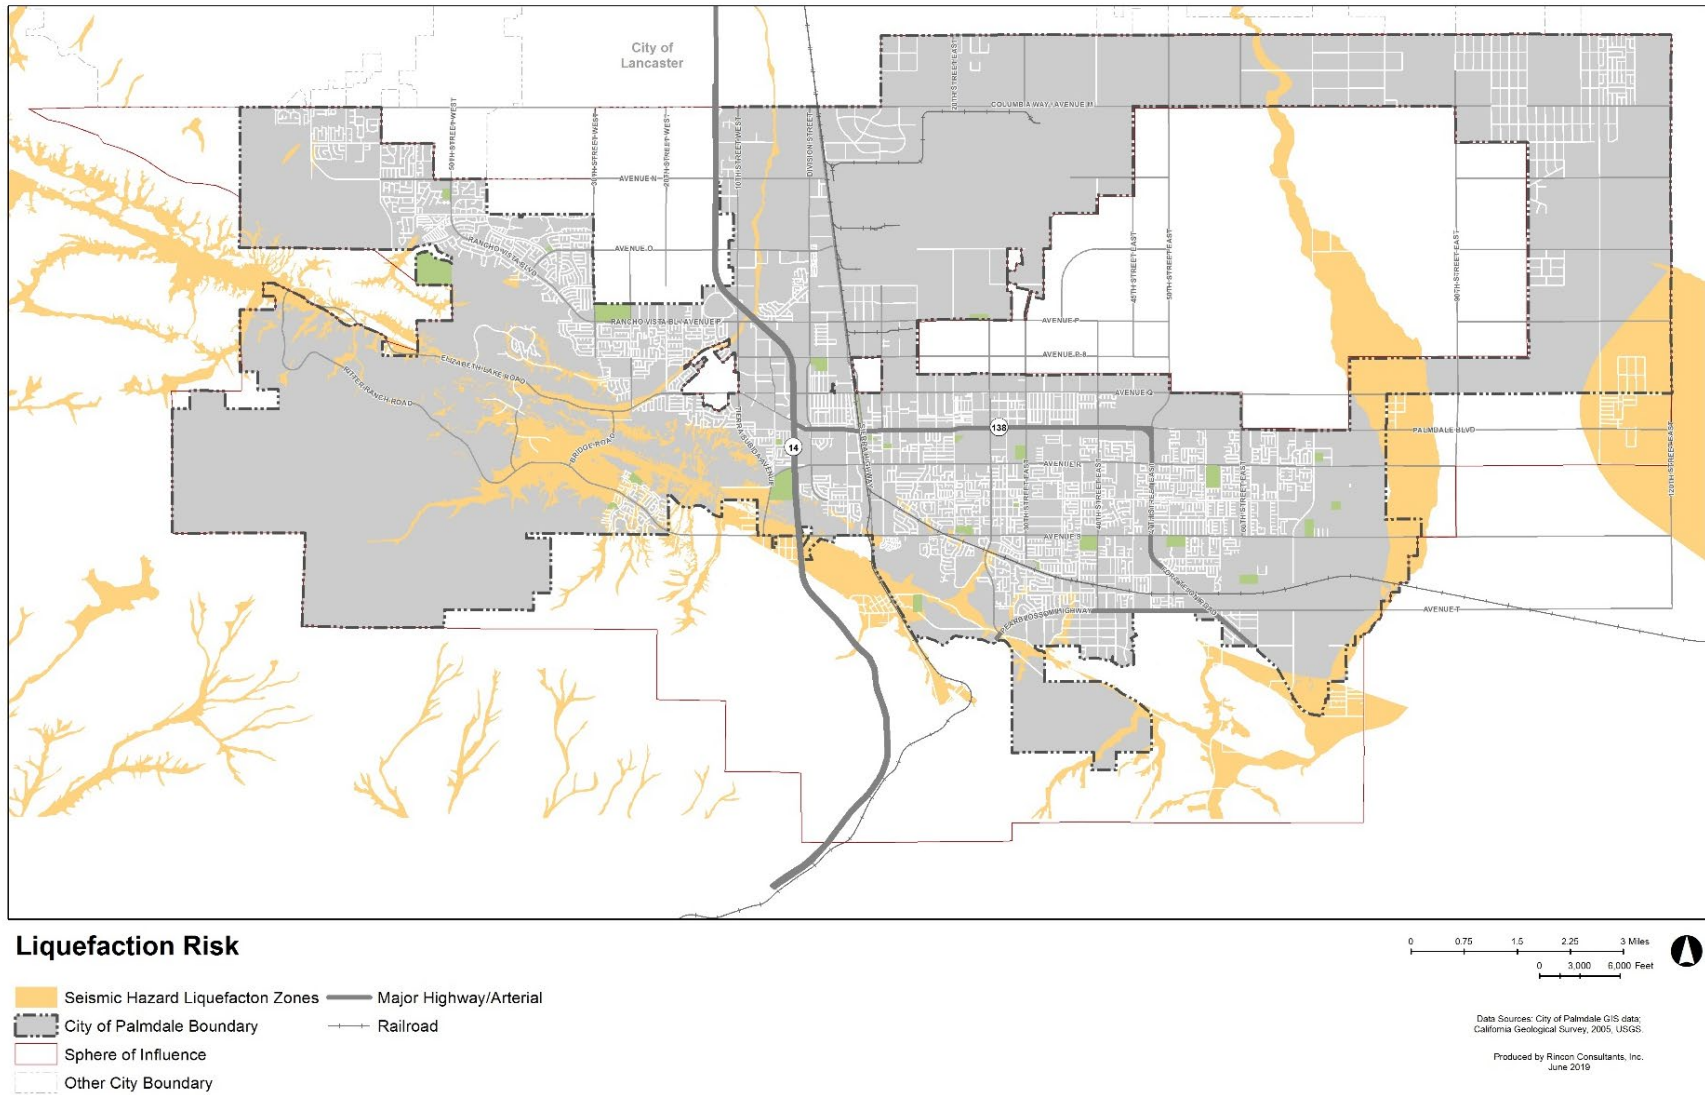 City of
Lancaster
COLUMBIA WAY / AVENUE M
20TH STREET EAST
50TH STREET WEST
30TH STREET WEST
20TH STREET WEST
10TH STREET WEST
DIVISION STREET
AVENUE N
RANCHO VISTA BLVD
AVENUE O
40TH STREET EAST
50TH STREET EAST
90TH STREET EAST
RANCHO VISTA BL / AVENUE P
AVENUE P
AVENUE P-8
ELIZABETH LAKE ROAD
RITTER RANCH ROAD
AVENUE Q
TIERRA SUBIDA AVENUE
138
PALMDALE BLVD
14
BRIDGE ROAD
SIERRA HIGHWAY
AVENUE R
30TH STREET EAST
40TH STREET EAST
47TH STREET EAST
120TH STREET EAST
AVENUE S
PEARBLOSSOM HIGHWAY
AVENUE T
Liquefaction Risk
Seismic Hazard Liquefacton Zones
Major Highway/Arterial
City of Palmdale Boundary
Railroad
Sphere of Influence
Other City Boundary
0 0.75 1.5 2.25 3 Miles
0 3,000 6,000 Feet
Data Sources: City of Palmdale GIS data;
California Geological Survey, 2005, USGS.
Produced by Rincon Consultants, Inc.
June 2019